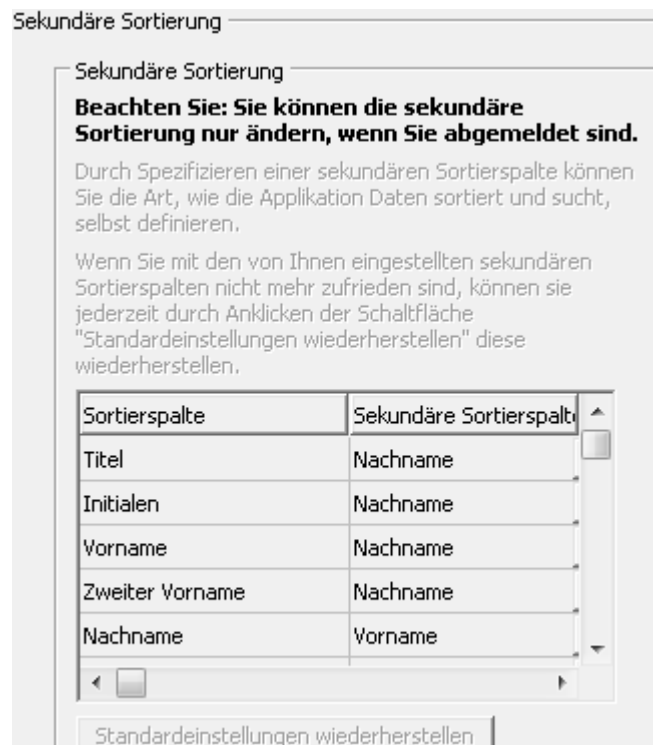 Sekundäre Sortierung
Sekundäre Sortierung
Beachten Sie: Sie können die sekundäre
Sortierung nur ändern, wenn Sie abgemeldet sind.
Durch Spezifizieren einer sekundären Sortierspalte können
Sie die Art, wie die Applikation Daten sortiert und sucht,
selbst definieren.
Wenn Sie mit den von Ihnen eingestellten sekundären
Sortierspalten nicht mehr zufrieden sind, können sie
jederzeit durch Anklicken der Schaltfläche
"Standardeinstellungen wiederherstellen" diese
wiederherstellen.
Sortierspalte Sekundäre Sortierspalte
Titel Nachname
Initialen Nachname
Vorname Nachname
Zweiter Vorname Nachname
Nachname Vorname
Standardeinstellungen wiederherstellen